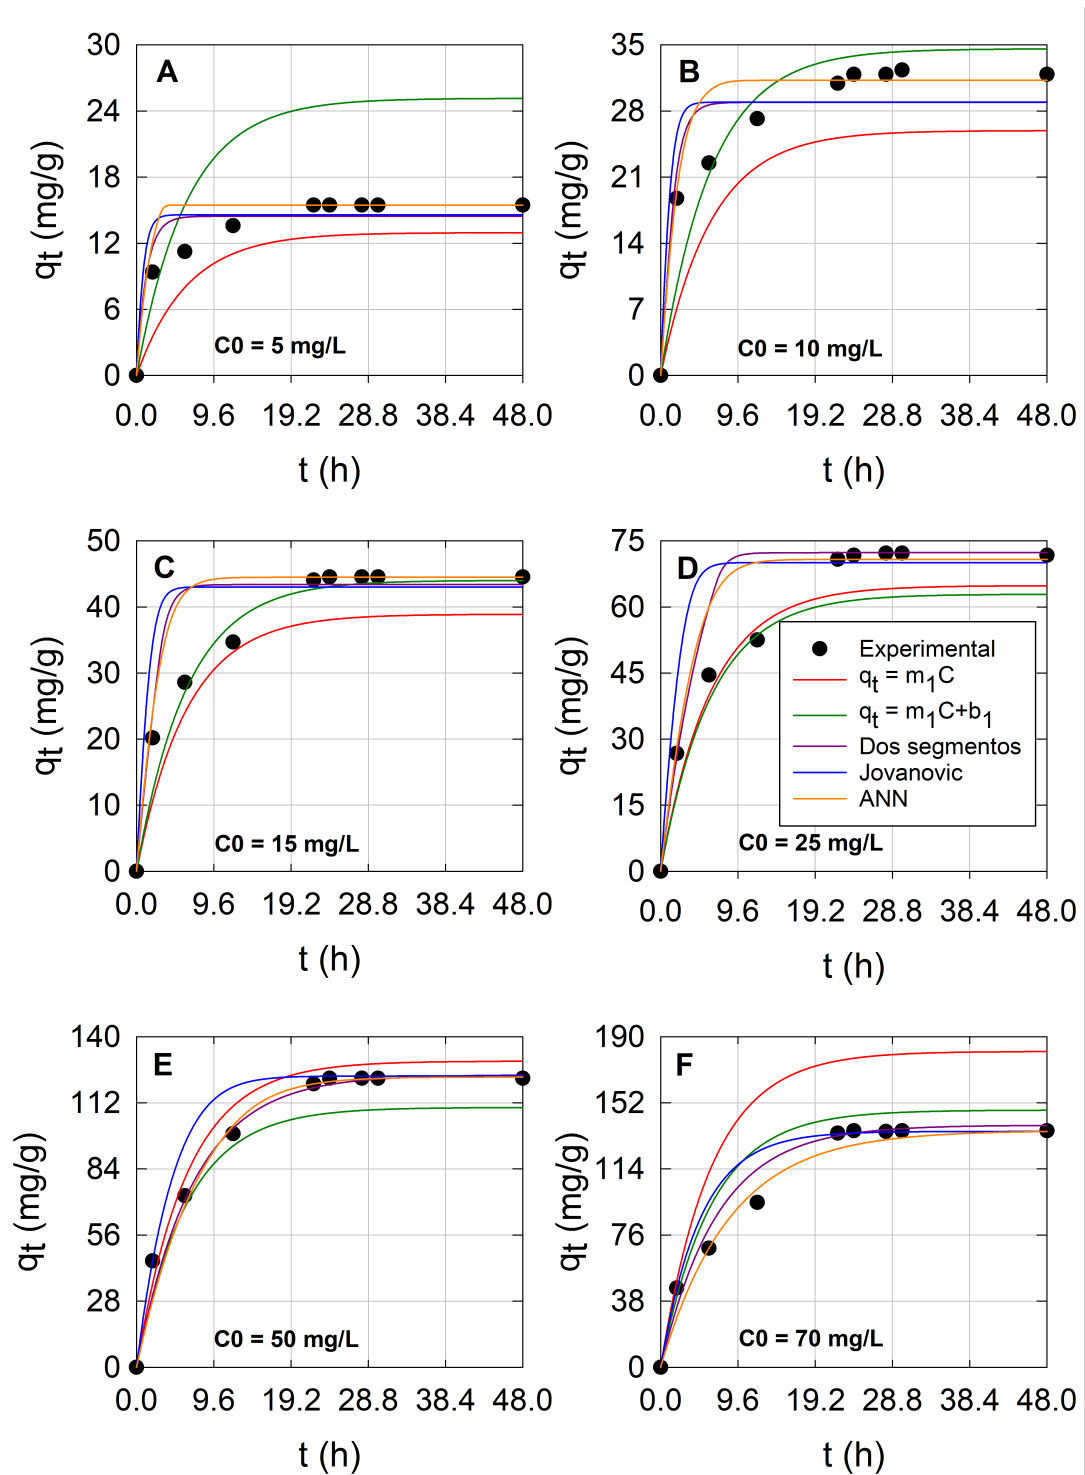 30
A
24
18
12
6
0
qt (mg/g)
C0 = 5 mg/L
0.0 9.6 19.2 28.8 38.4 48.0
t (h)
35
B
28
21
14
7
0
qt (mg/g)
C0 = 10 mg/L
0.0 9.6 19.2 28.8 38.4 48.0
t (h)
50
C
40
30
20
10
0
qt (mg/g)
C0 = 15 mg/L
0.0 9.6 19.2 28.8 38.4 48.0
t (h)
75
D
60
45
30
15
0
qt (mg/g)
Experimental
qt = m1C
qt = m1C+b1
Dos segmentos
Jovanovic
ANN
C0 = 25 mg/L
0.0 9.6 19.2 28.8 38.4 48.0
t (h)
140
E
112
84
56
28
0
qt (mg/g)
C0 = 50 mg/L
0.0 9.6 19.2 28.8 38.4 48.0
t (h)
190
F
152
114
76
38
0
qt (mg/g)
C0 = 70 mg/L
0.0 9.6 19.2 28.8 38.4 48.0
t (h)